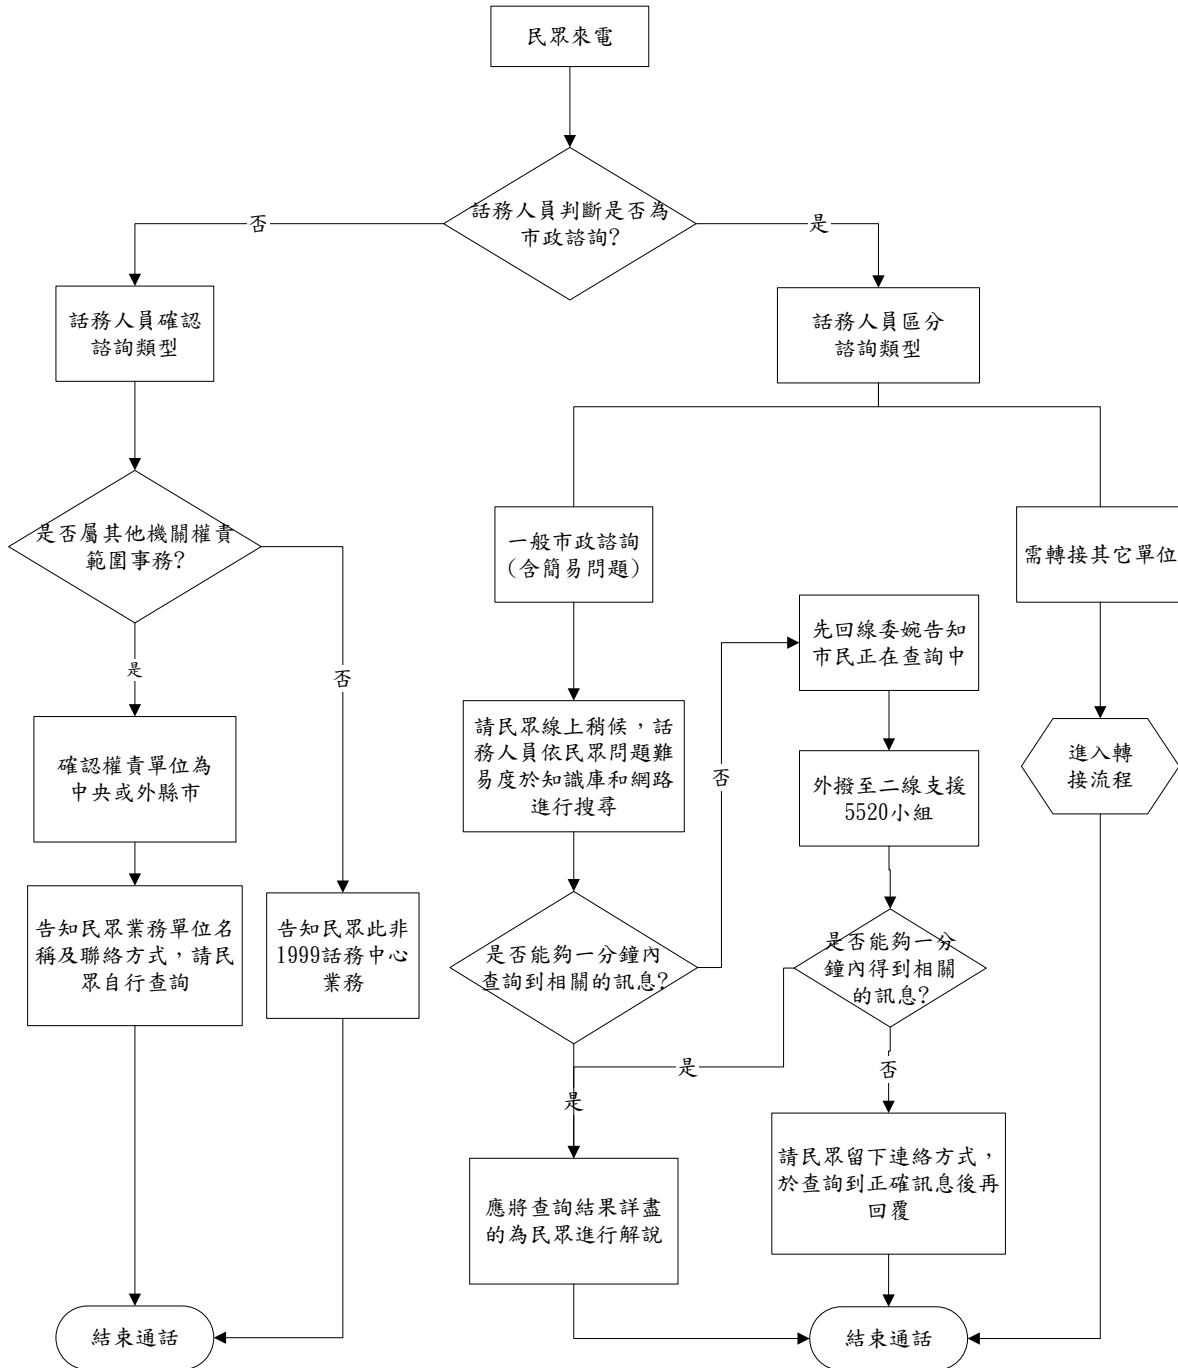 民眾來電
話務人員判斷是否為
市政諮詢?
否
是
話務人員確認
諮詢類型
話務人員區分
諮詢類型
是否屬其他機關權責
範圍事務?
一般市政諮詢
(含簡易問題)
需轉接其它單位
先回線委婉告知
市民正在查詢中
是
否
確認權責單位為
中央或外縣市
請民眾線上稍候，話
務人員依民眾問題難
易度於知識庫和網路
進行搜尋
否
外撥至二線支援
5520小組
進入轉
接流程
告知民眾業務單位名
稱及聯絡方式，請民
眾自行查詢
告知民眾此非
1999話務中心
業務
是否能夠一分鐘內
查詢到相關的訊息?
是否能夠一分
鐘內得到相關
的訊息?
是
是
否
應將查詢結果詳盡
的為民眾進行解說
請民眾留下連絡方式，
於查詢到正確訊息後再
回覆
結束通話
結束通話